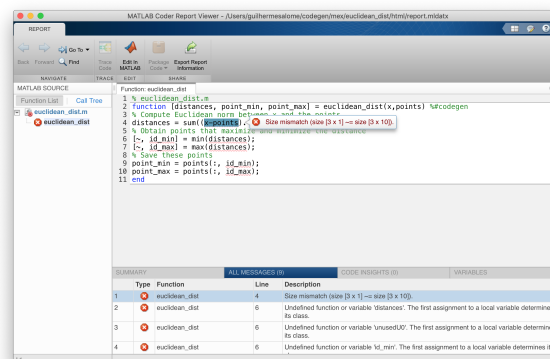 MATLAB Coder Report Viewer - /Users/guilhermesalome/codegen/mex/euclidean_dist/html/report.mldatx
REPORT
Back Forward Find
Go To
Trace Code
Edit in MATLAB
Package Code
Export Report Information
NAVIGATE TRACE EDIT SHARE
MATLAB SOURCE
Function List Call Tree
euclidean_dist.m
euclidean_dist
Function: euclidean_dist
1 % euclidean_dist.m
2 function [distances, point_min, point_max] = euclidean_dist(x,points) %#codegen
3 % Compute Euclidean norm between x and the points
4 distances = sum((x-points). Size mismatch (size [3 x 1] ~= size [3 x 10]).
5 % Obtain points that maximize and minimize the distance
6 [~, id_min] = min(distances);
7 [~, id_max] = max(distances);
8 % Save these points
9 point_min = points(:, id_min);
10 point_max = points(:, id_max);
11 end
SUMMARY ALL MESSAGES (9) CODE INSIGHTS (0) VARIABLES
Type Function Line Description
1 euclidean_dist 4 Size mismatch (size [3 x 1] ~= size [3 x 10]).
2 euclidean_dist 6 Undefined function or variable 'distances'. The first assignment to a local variable determine
its class.
3 euclidean_dist 6 Undefined function or variable 'unusedU0'. The first assignment to a local variable determin
its class.
4 euclidean_dist 6 Undefined function or variable 'id_min'. The first assignment to a local variable determines it